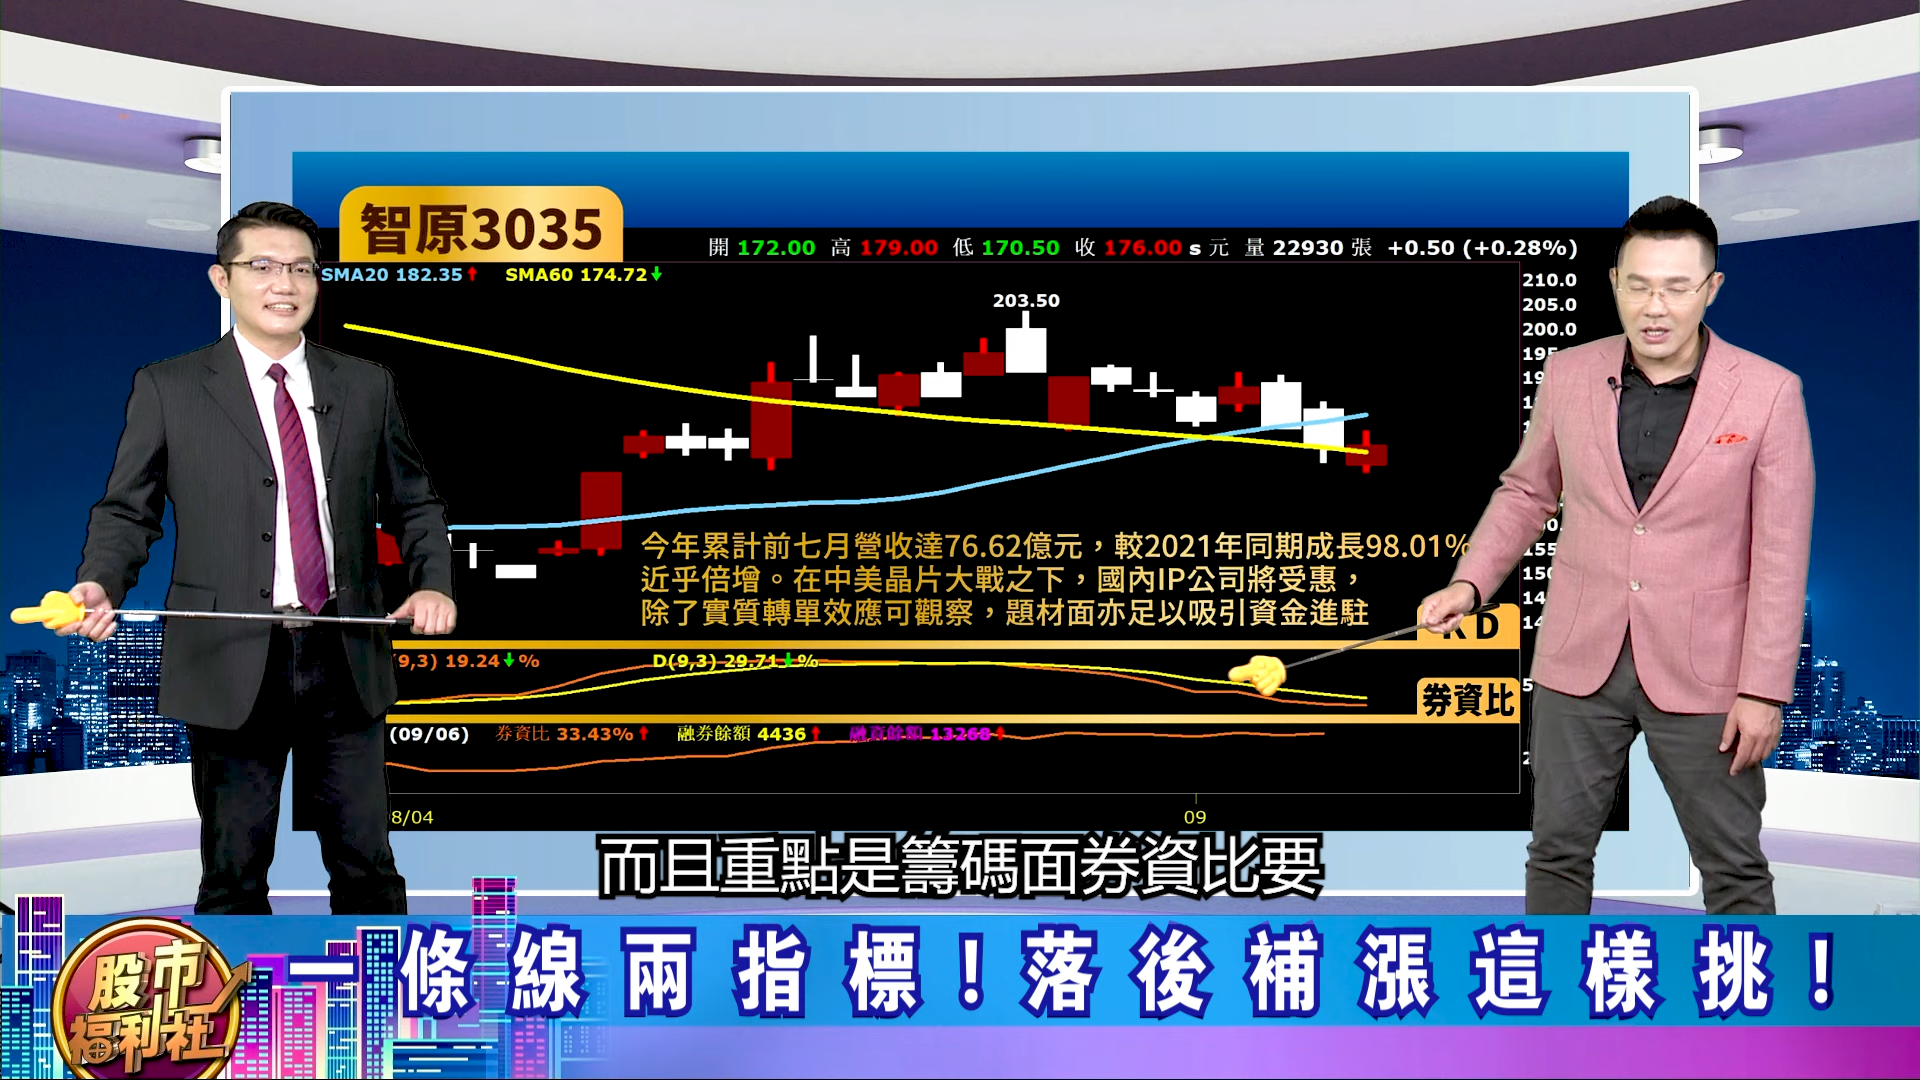 智原3035
開 172.00 高 179.00 低 170.50 收 176.00 s 元 量 22930 張 +0.50 (+0.28%)
SMA20 182.35↑ SMA60 174.72↓
210.0
205.0
200.0
203.50
今年累計前七月營收達76.62億元，較2021年同期成長98.01%
近乎倍增。在中美晶片大戰之下，國內IP公司將受惠，
除了實質轉單效應可觀察，題材面亦足以吸引資金進駐
KD
9,3) 19.24↓% D(9,3) 29.71↓%
券資比
(09/06) 券資比 33.43%↑ 融券餘額 4436↑ 融資餘額 13268↑
8/04 09
而且重點是籌碼面券資比要
一條線兩指標！落後補漲這樣挑！
股市
福利社